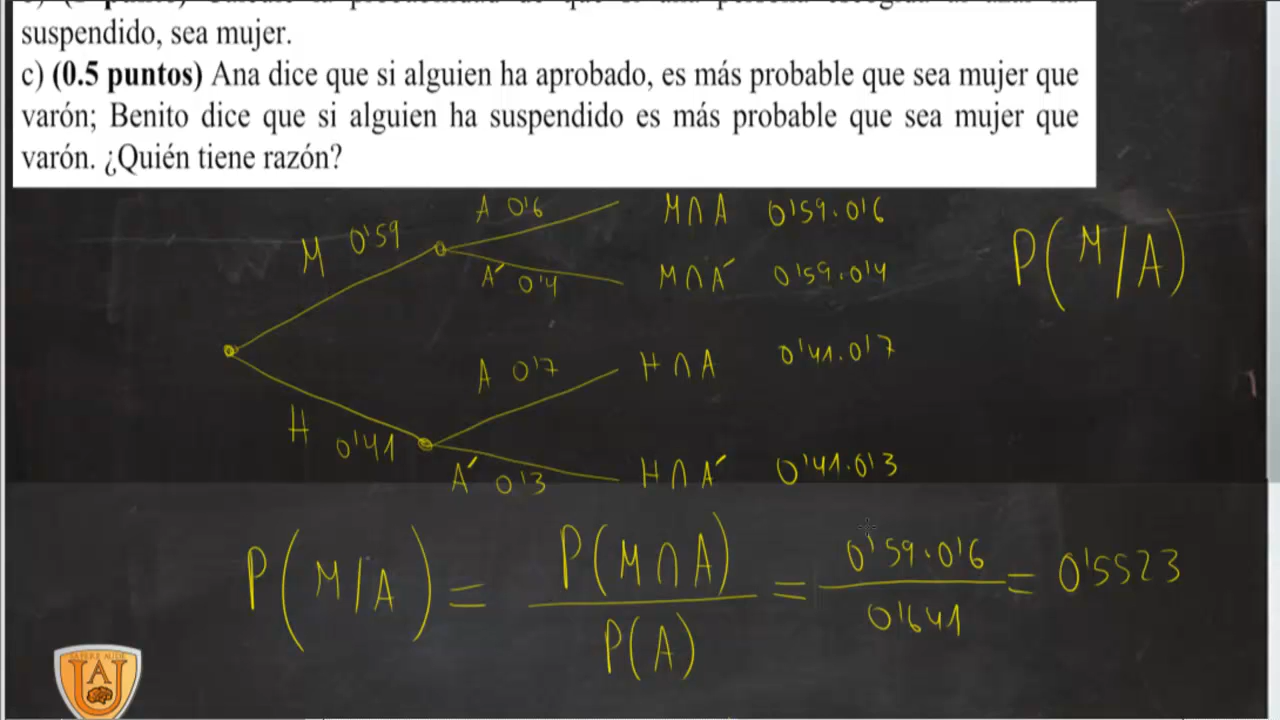 suspendido, sea mujer.
c) (0.5 puntos) Ana dice que si alguien ha aprobado, es más probable que sea mujer que
varón; Benito dice que si alguien ha suspendido es más probable que sea mujer que
varón. ¿Quién tiene razón?
A 0'6 M∩A 0'59.0'6
M 0'59 P(M/A)
A' 0'4 M∩A' 0'59.0'4
A 0'7 H∩A 0'41.0'7
H 0'41
A' 0'3 H∩A' 0'41.0'3
P(M/A) = P(M∩A) / P(A) = 0'59.0'6 / 0'641 = 0'5523
UAJ